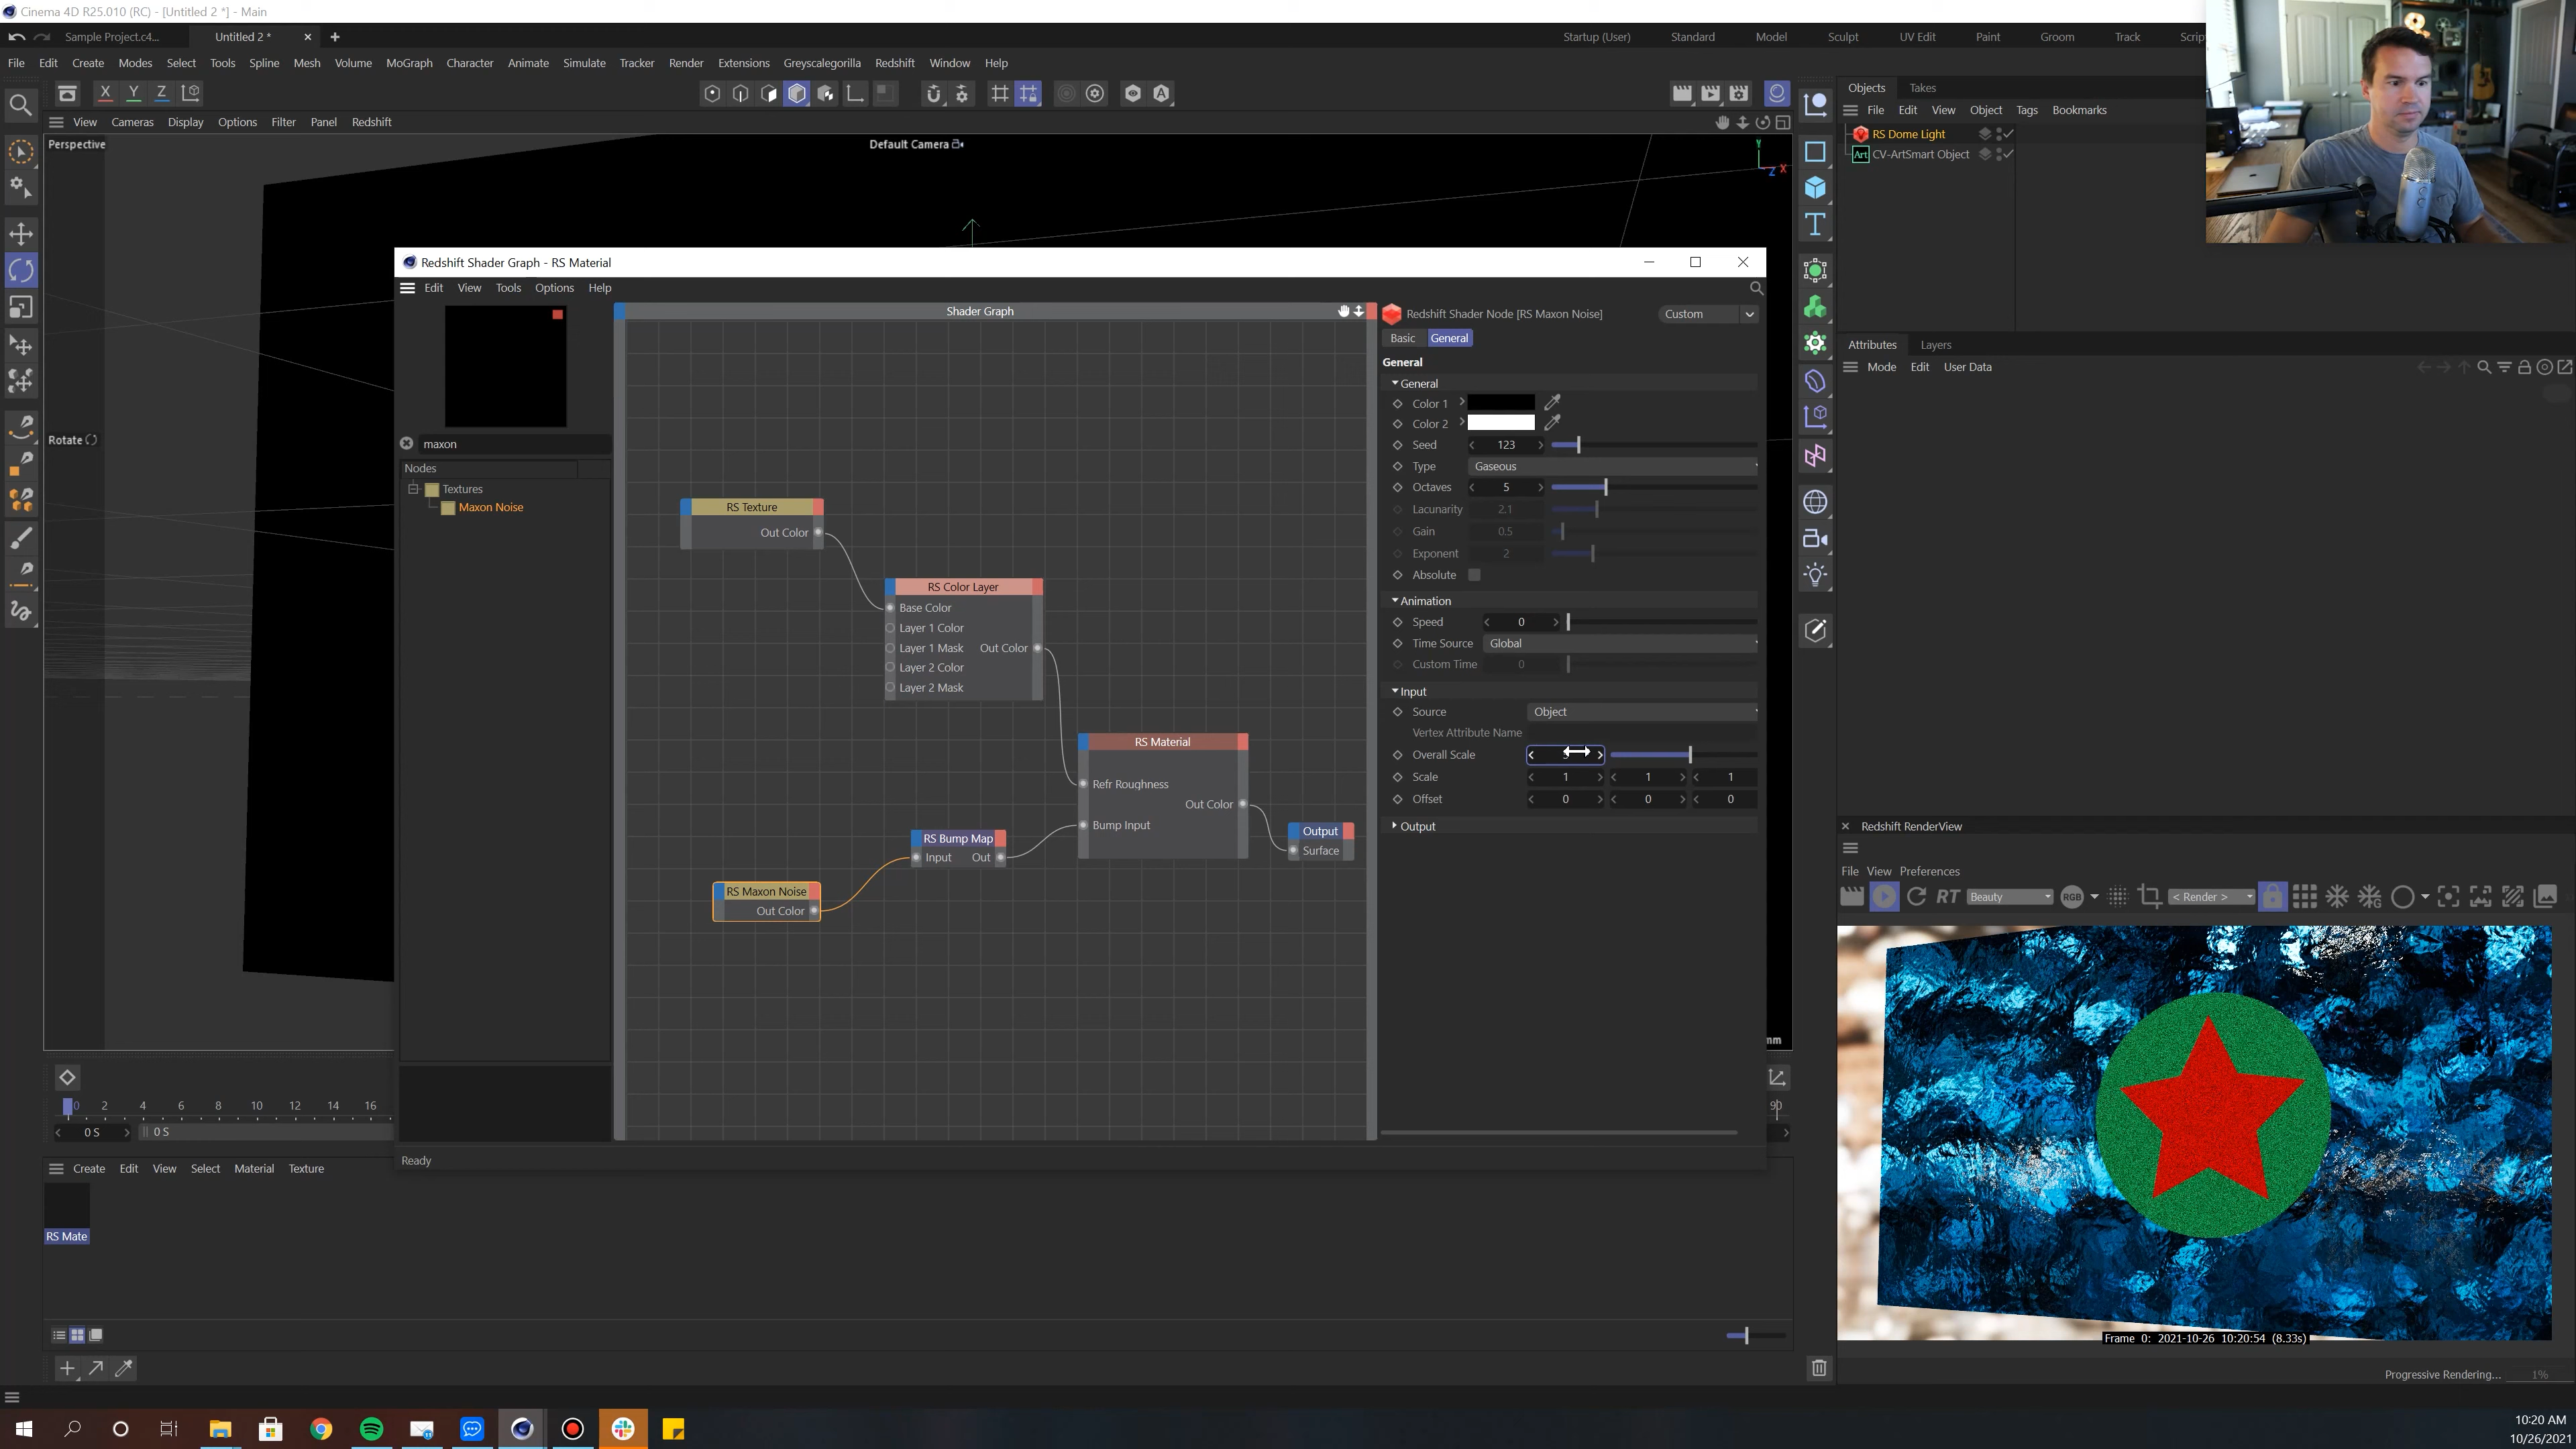 Cinema 4D R25.010 (RC) - [Untitled 2 *] - Main
Sample Project.c4...
Untitled 2 *
Startup (User)
Standard
Model
Sculpt
UV Edit
Paint
Groom
Track
Scrip
File Edit Create Modes Select Tools Spline Mesh Volume MoGraph Character Animate Simulate Tracker Render Extensions Greyscalegorilla Redshift Window Help
X Y Z
View Cameras Display Options Filter Panel Redshift
Perspective
Default Camera
Y
Z
X
Rotate
Objects Takes
File Edit View Object Tags Bookmarks
RS Dome Light
Art CV-ArtSmart Object
Attributes Layers
Mode Edit User Data
Redshift Shader Graph - RS Material
Edit View Tools Options Help
maxon
Nodes
Textures
Maxon Noise
Shader Graph
RS Texture
Out Color
RS Color Layer
Base Color
Layer 1 Color
Layer 1 Mask Out Color
Layer 2 Color
Layer 2 Mask
RS Material
Refr Roughness
Out Color
Bump Input
RS Bump Map
Input Out
RS Maxon Noise
Out Color
Output
Surface
Redshift Shader Node [RS Maxon Noise]
Custom
Basic General
General
General
Color 1
Color 2
Seed 123
Type Gaseous
Octaves 5
Lacunarity 2.1
Gain 0.5
Exponent 2
Absolute
Animation
Speed 0
Time Source Global
Custom Time 0
Input
Source Object
Vertex Attribute Name
Overall Scale
Scale 1 1 1
Offset 0 0 0
Output
Ready
mm
0 2 4 6 8 10 12 14 16
90
0 S 0 S
Create Edit View Select Material Texture
RS Mate
Redshift RenderView
File View Preferences
RT Beauty RGB < Render >
Frame 0: 2021-10-26 10:20:54 (8.33s)
Progressive Rendering... 1%
10:20 AM
10/26/2021